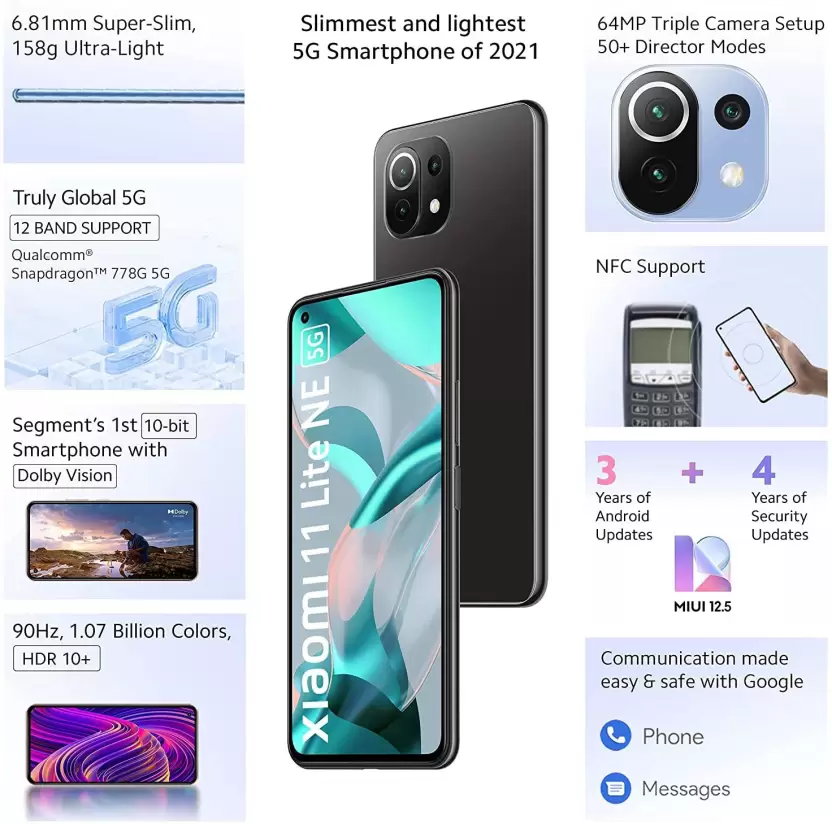 6.81mm Super-Slim,
158g Ultra-Light
Truly Global 5G
12 BAND SUPPORT
Qualcomm®
Snapdragon™ 778G 5G
5G
Segment's 1st 10-bit
Smartphone with
Dolby Vision
Dolby
90Hz, 1.07 Billion Colors,
HDR 10+
Slimmest and lightest
5G Smartphone of 2021
Xiaomi 11 Lite NE 5G
64MP Triple Camera Setup
50+ Director Modes
NFC Support
3 + 4
Years of Years of
Android Security
Updates Updates
MIUI 12.5
Communication made
easy & safe with Google
Phone
Messages